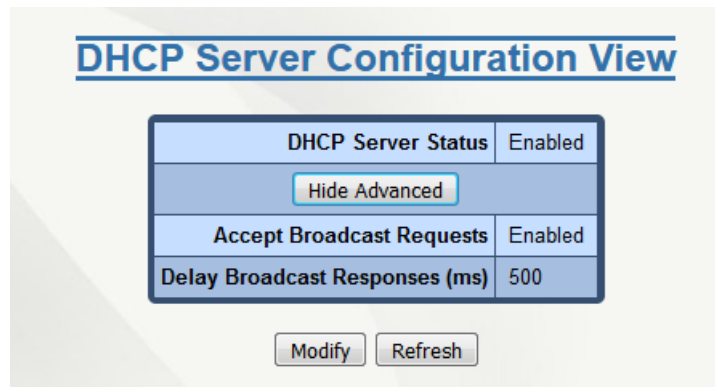 DHCP Server Configuration View
DHCP Server Status Enabled
Hide Advanced
Accept Broadcast Requests Enabled
Delay Broadcast Responses (ms) 500
Modify Refresh